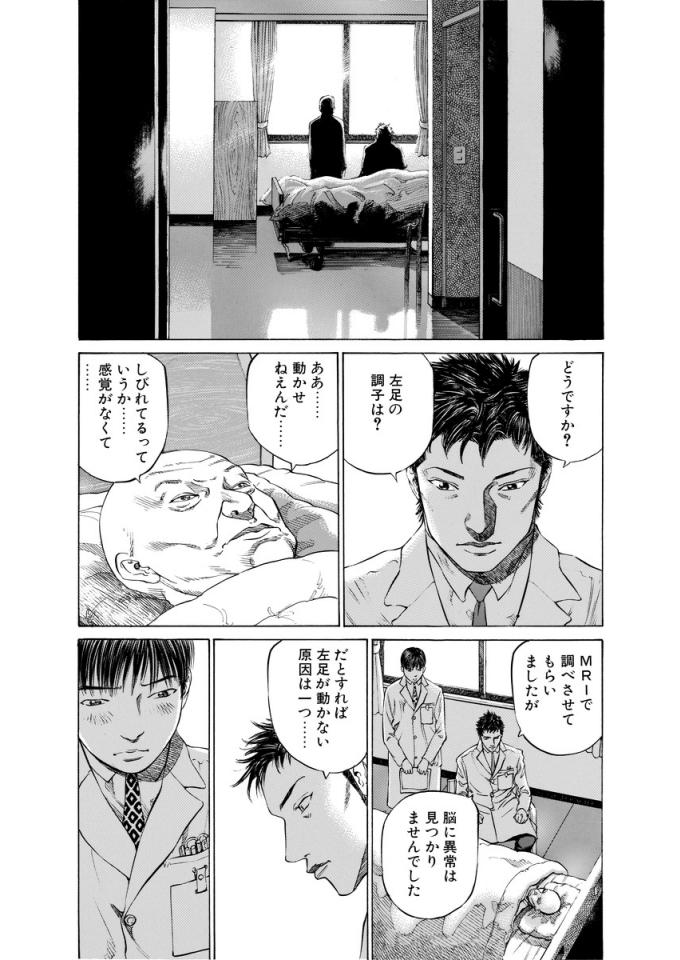 どうですか?
左足の
調子は?
ああ……
動かせ
ねえんだ……
しびれてるって
いうか……
感覚がなくて
……
MRIで
調べさせて
もらい
ましたが
脳に異常は
見つかり
ませんでした
だとすれば
左足が動かない
原因は一つ……